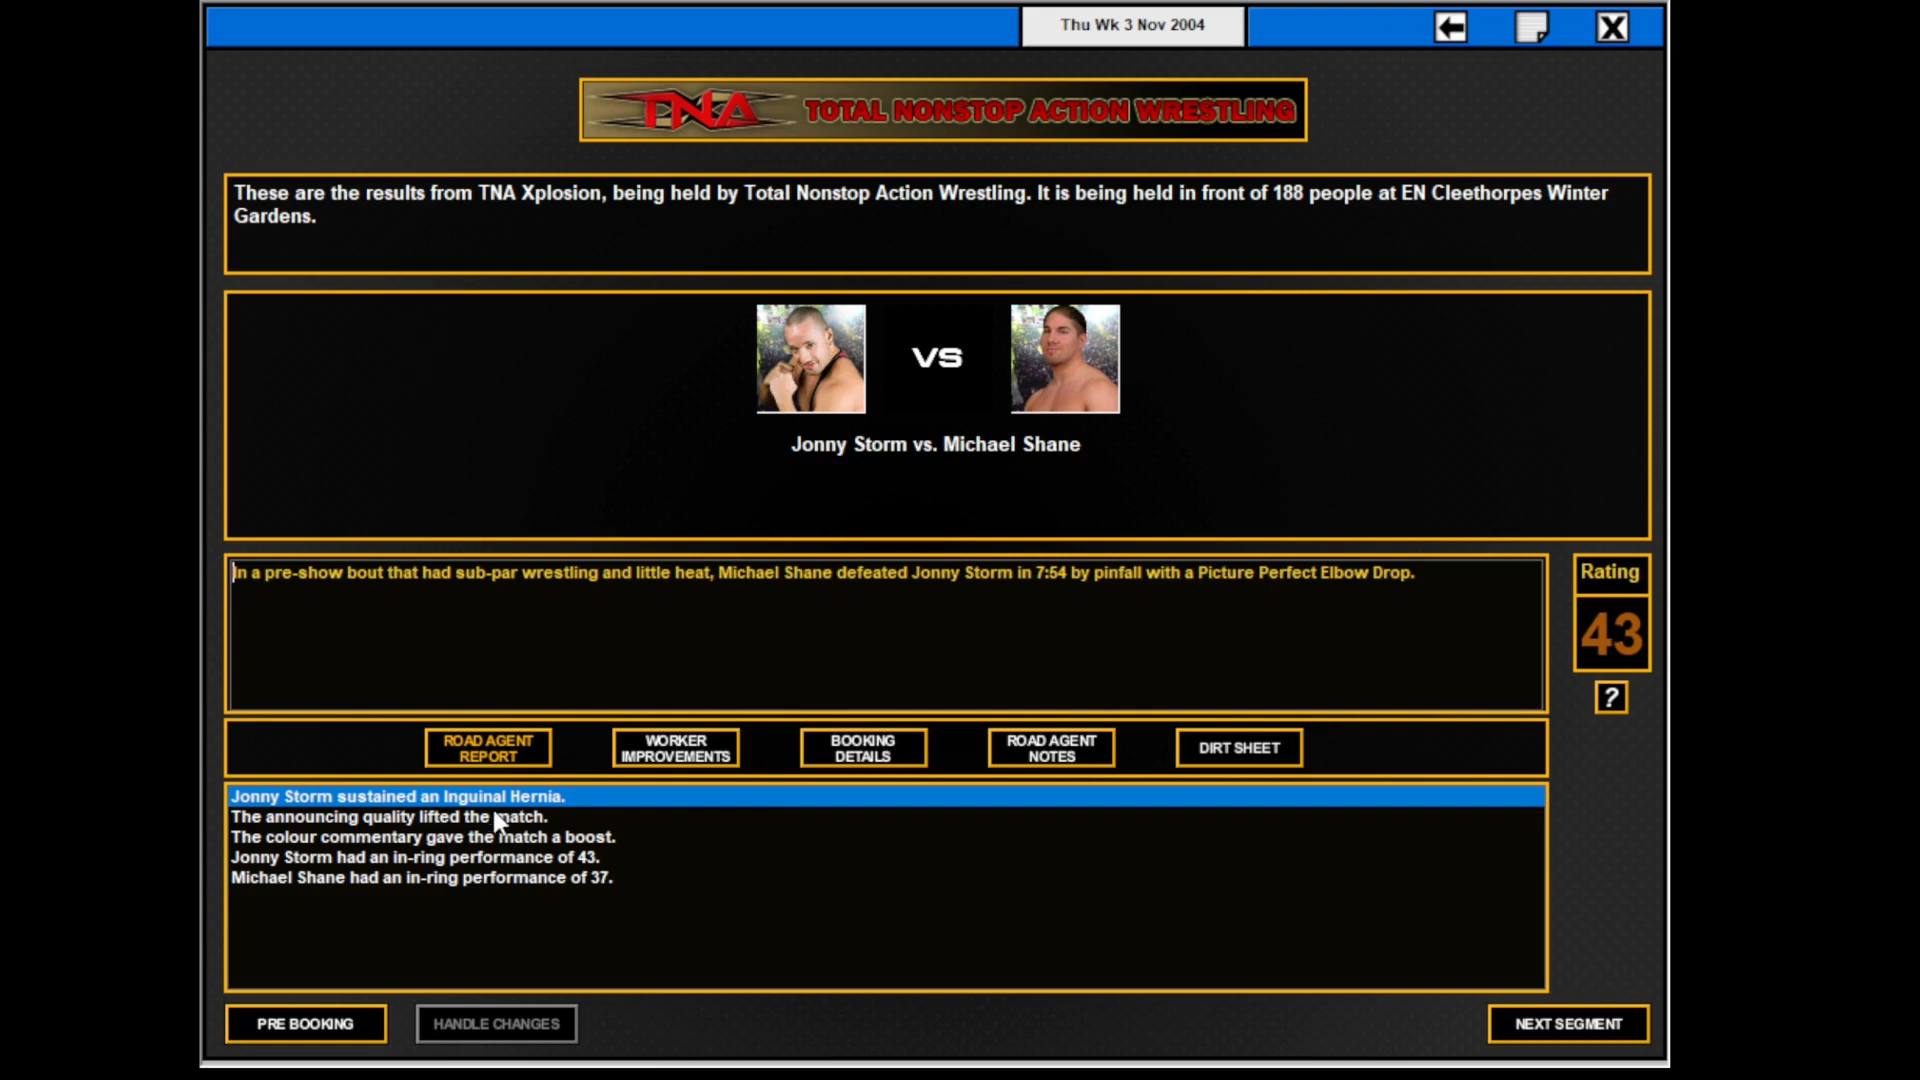 Thu Wk 3 Nov 2004
TNA TOTAL NONSTOP ACTION WRESTLING
These are the results from TNA Xplosion, being held by Total Nonstop Action Wrestling. It is being held in front of 188 people at EN Cleethorpes Winter
Gardens.
VS
Jonny Storm vs. Michael Shane
In a pre-show bout that had sub-par wrestling and little heat, Michael Shane defeated Jonny Storm in 7:54 by pinfall with a Picture Perfect Elbow Drop.
Rating
43
?
ROAD AGENT
REPORT
WORKER
IMPROVEMENTS
BOOKING
DETAILS
ROAD AGENT
NOTES
DIRT SHEET
Jonny Storm sustained an Inguinal Hernia.
The announcing quality lifted the match.
The colour commentary gave the match a boost.
Jonny Storm had an in-ring performance of 43.
Michael Shane had an in-ring performance of 37.
PRE BOOKING
HANDLE CHANGES
NEXT SEGMENT